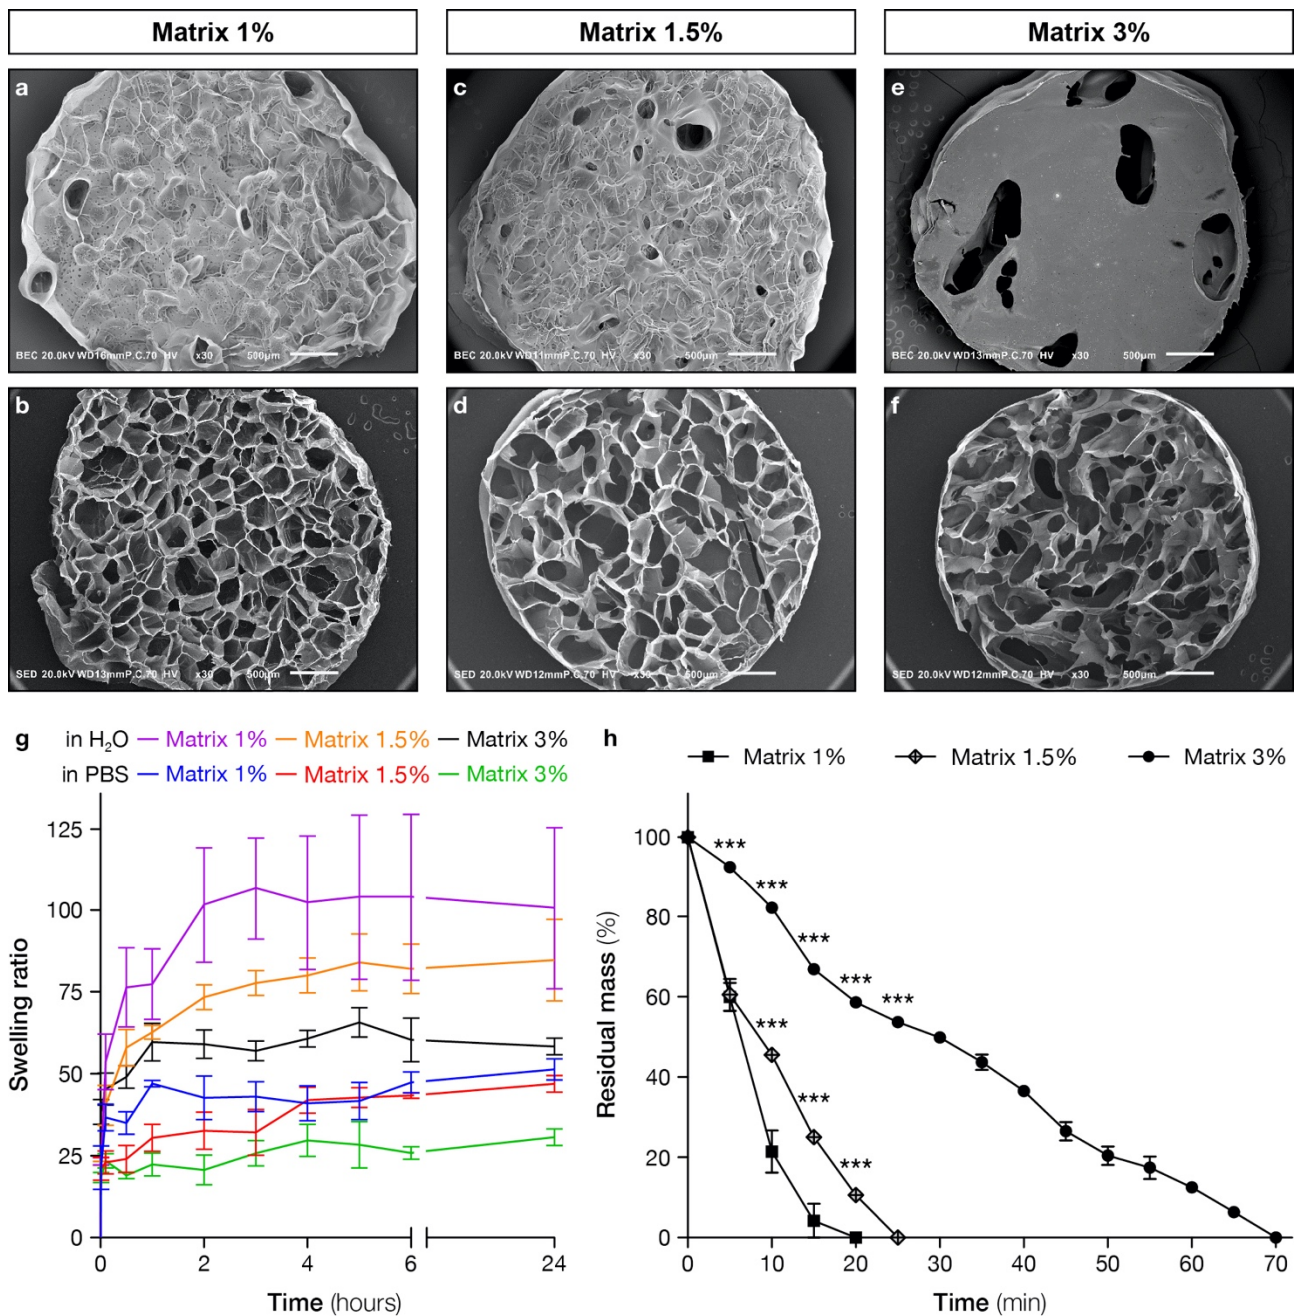 Matrix 1% Matrix 1.5% Matrix 3%
a c e
BEC 20.0kV WD16mmP.C.70 HV x30 500µm BEC 20.0kV WD11mmP.C.70 HV x30 500µm BEC 20.0kV WD13mmP.C.70 HV x30 500µm
b d f
SED 20.0kV WD13mmP.C.70 HV x30 500µm SED 20.0kV WD12mmP.C.70 HV x30 500µm SED 20.0kV WD12mmP.C.70 HV x30 500µm
g in H₂O Matrix 1% Matrix 1.5% Matrix 3%
in PBS Matrix 1% Matrix 1.5% Matrix 3%
Swelling ratio
125
100
75
50
25
0
0 2 4 6 24
Time (hours)
h Matrix 1% Matrix 1.5% Matrix 3%
Residual mass (%)
100
80
60
40
20
0
*** *** *** *** ***
*** *** ***
0 10 20 30 40 50 60 70
Time (min)